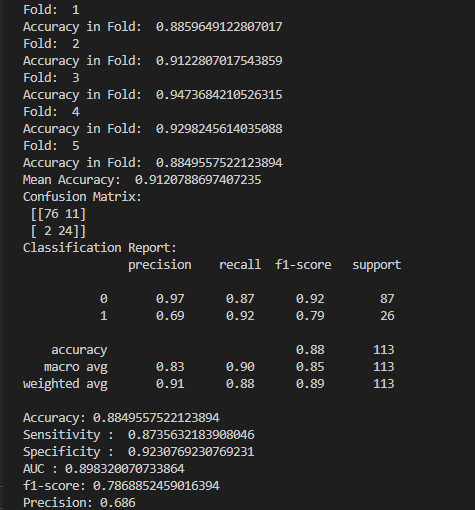 Fold:  1
Accuracy in Fold:  0.8859649122807017
Fold:  2
Accuracy in Fold:  0.9122807017543859
Fold:  3
Accuracy in Fold:  0.9473684210526315
Fold:  4
Accuracy in Fold:  0.9298245614035088
Fold:  5
Accuracy in Fold:  0.8849557522123894
Mean Accuracy:  0.9120788697407235
Confusion Matrix:
[[76 11]
[ 2 24]]
Classification Report:
precision    recall  f1-score   support
0       0.97      0.87      0.92        87
1       0.69      0.92      0.79        26
accuracy                           0.88       113
macro avg       0.83      0.90      0.85       113
weighted avg       0.91      0.88      0.89       113
Accuracy: 0.8849557522123894
Sensitivity :  0.8735632183908046
Specificity :  0.9230769230769231
AUC : 0.898320070733864
f1-score: 0.7868852459016394
Precision: 0.686